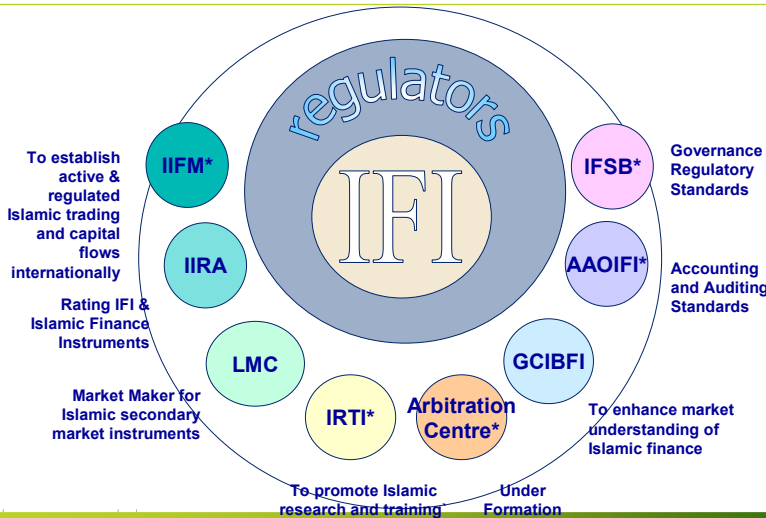 regulators
IFI
IIFM*
To establish
active &
regulated
Islamic trading
and capital
flows
internationally
IIRA
Rating IFI &
Islamic Finance
Instruments
LMC
Market Maker for
Islamic secondary
market instruments
IRTI*
To promote Islamic
research and training`
Arbitration
Centre*
Under
Formation
GCIBFI
To enhance market
understanding of
Islamic finance
AAOIFI*
Accounting
and Auditing
Standards
IFSB*
Governance
Regulatory
Standards